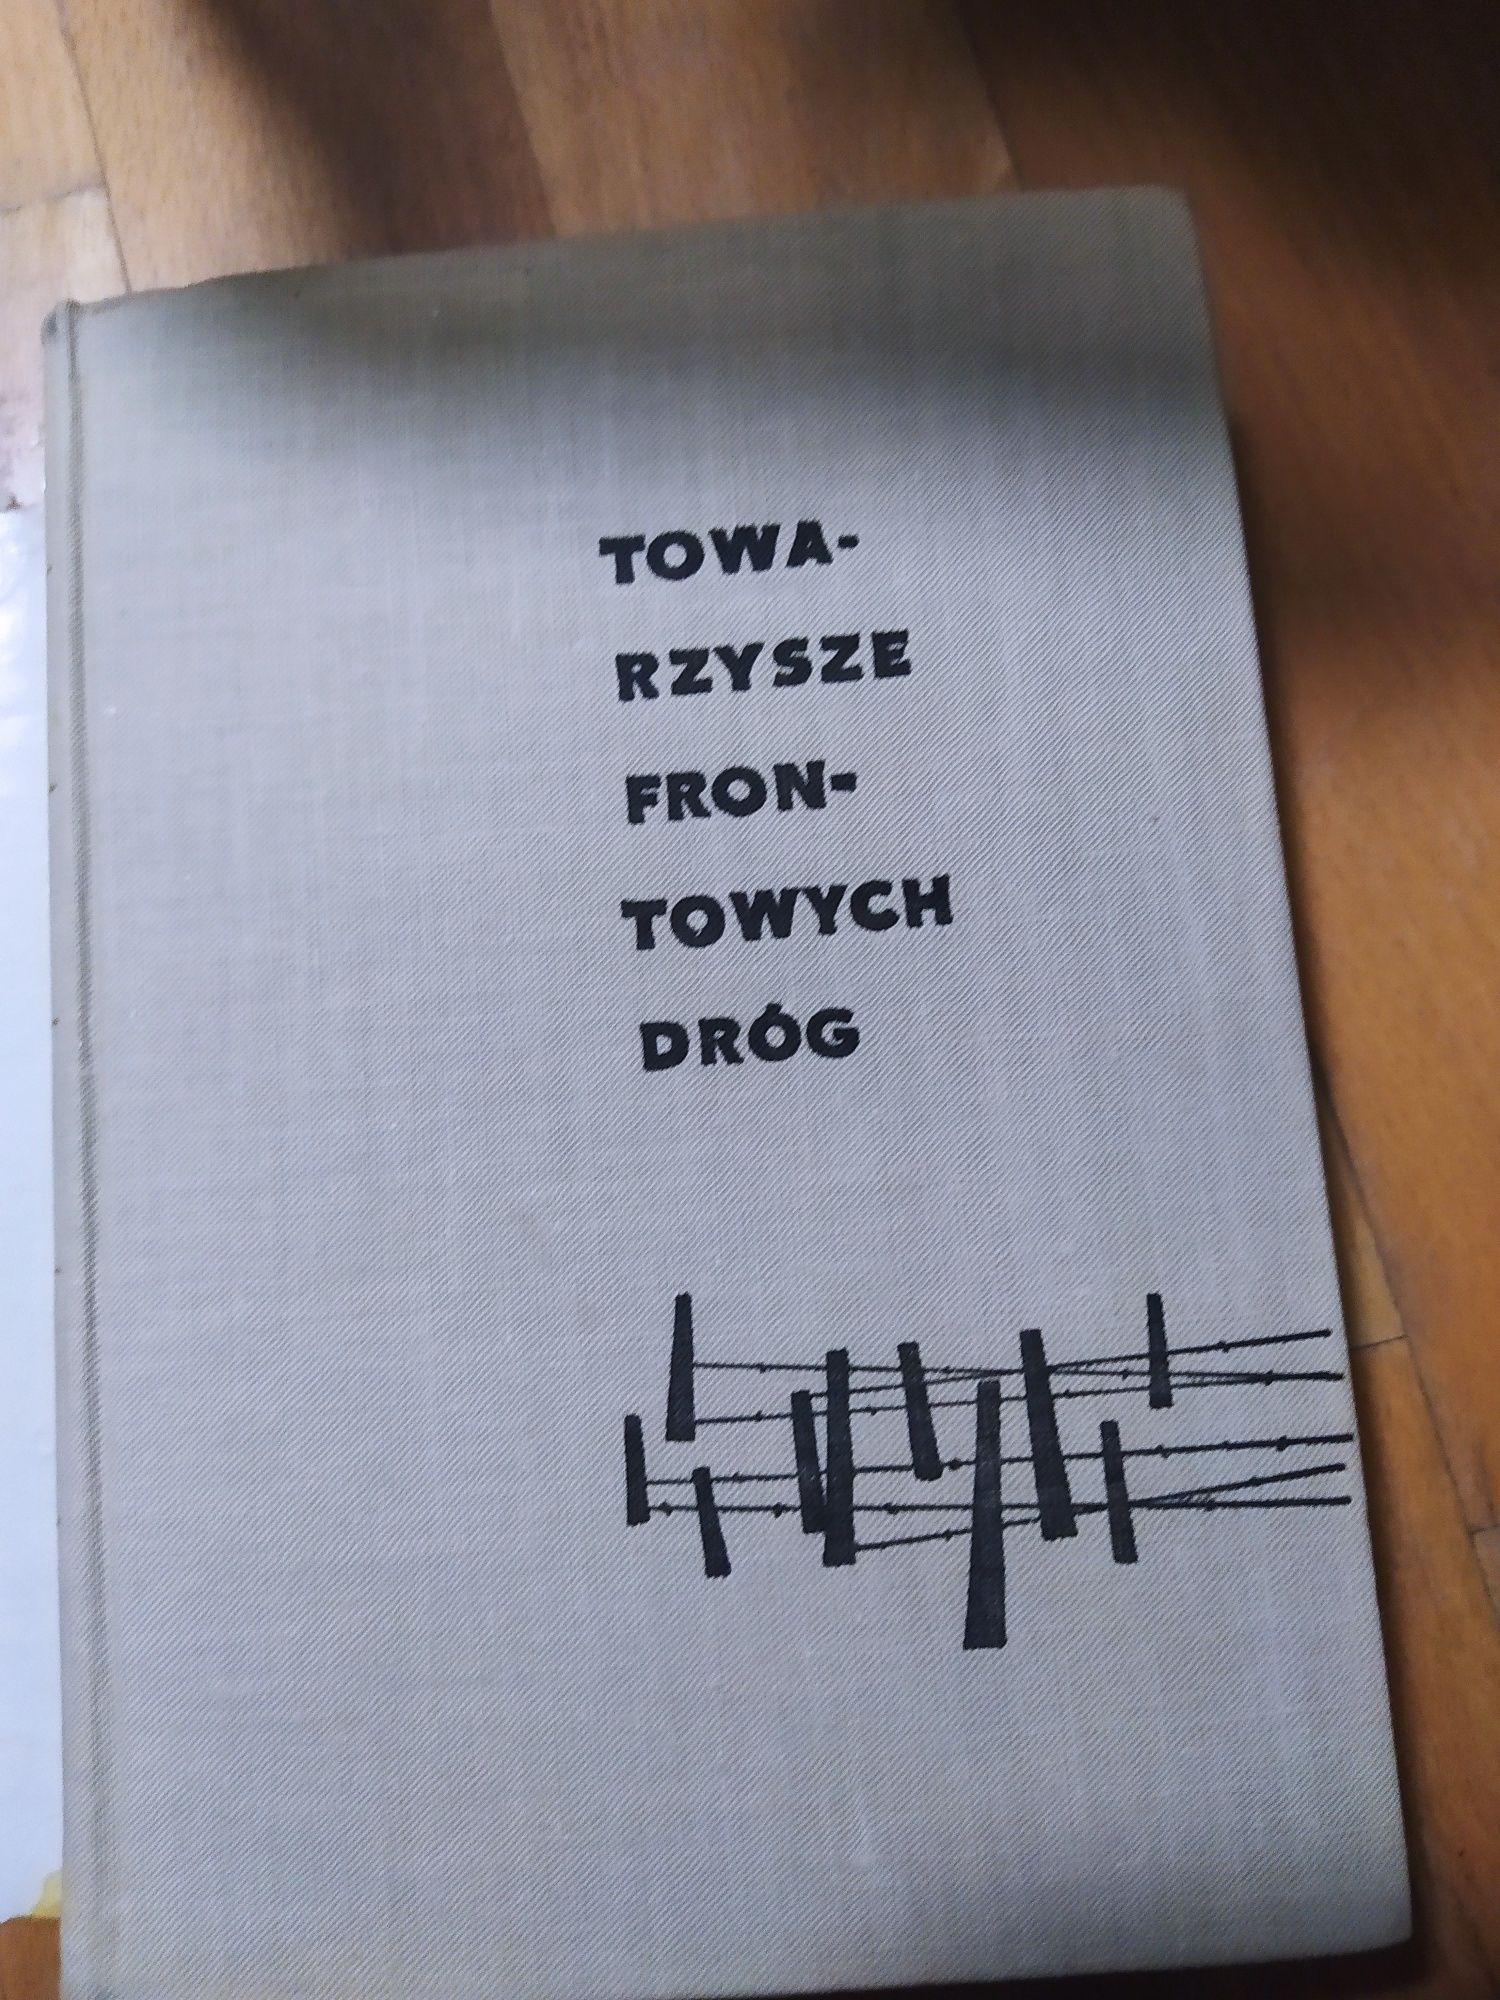 TOWA-
RZYSZE
FRON-
TOWYCH
DRÓG